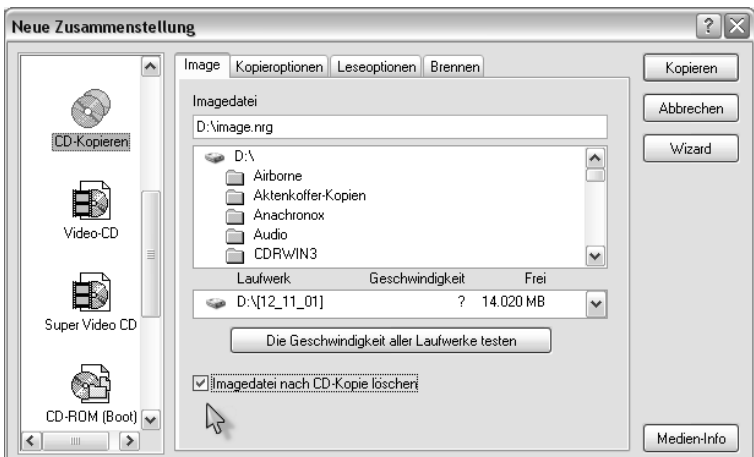 Neue Zusammenstellung
?
CD-Kopieren
Video-CD
Super Video CD
CD-ROM (Boot)
Image Kopieroptionen Leseoptionen Brennen
Imagedatei
D:\image.nrg
D:\
Airborne
Aktenkoffer-Kopien
Anachronox
Audio
CDRWIN3
Laufwerk Geschwindigkeit Frei
D:\[12_11_01] ? 14.020 MB
Die Geschwindigkeit aller Laufwerke testen
Imagedatei nach CD-Kopie löschen
Kopieren
Abbrechen
Wizard
Medien-Info